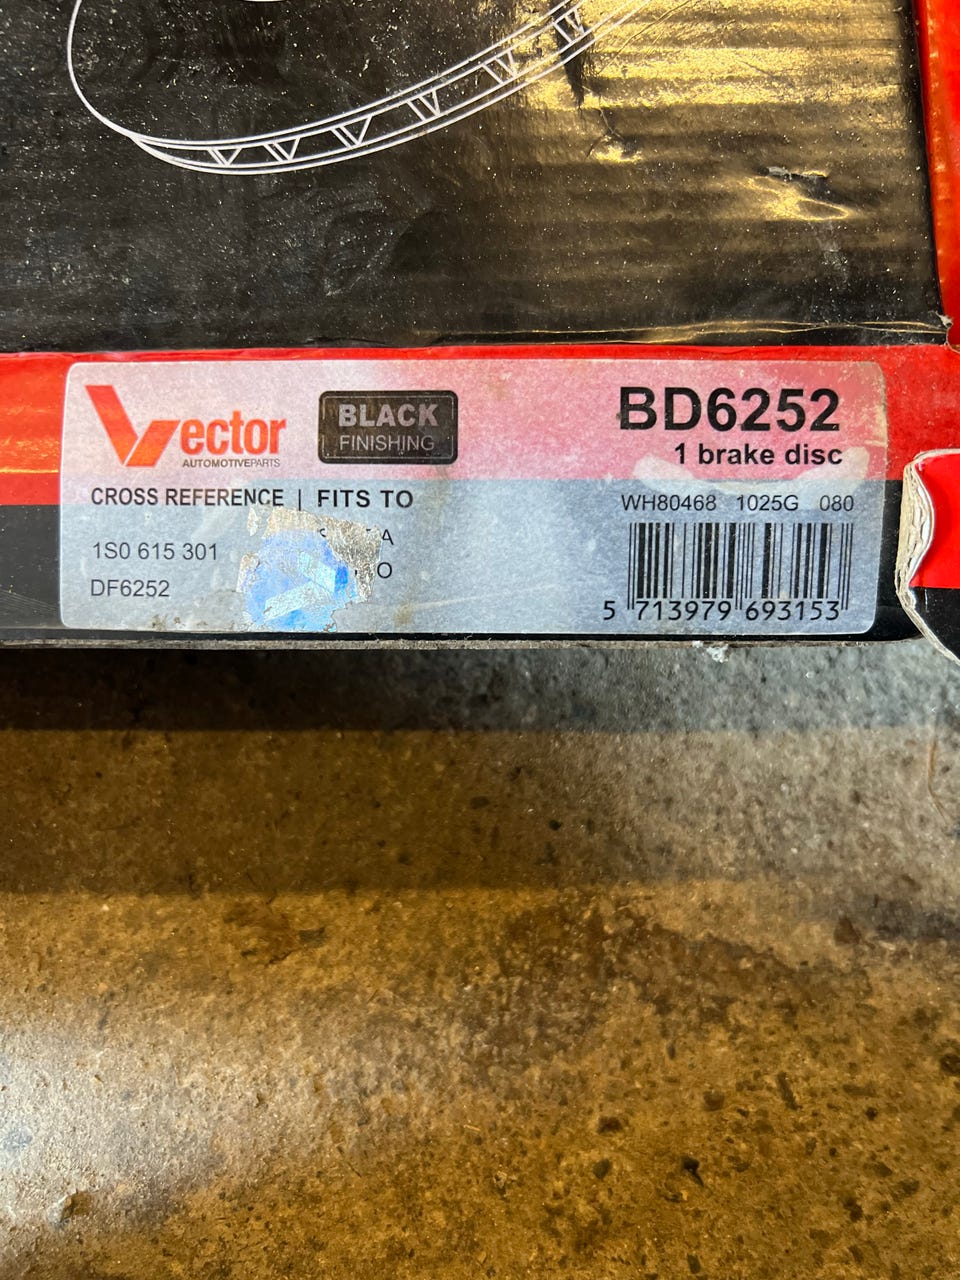 Vector
AUTOMOTIVEPARTS
BLACK
FINISHING
BD6252
1 brake disc
CROSS REFERENCE | FITS TO
WH80468 1025G 080
1S0 615 301
DF6252
5 713979 693153